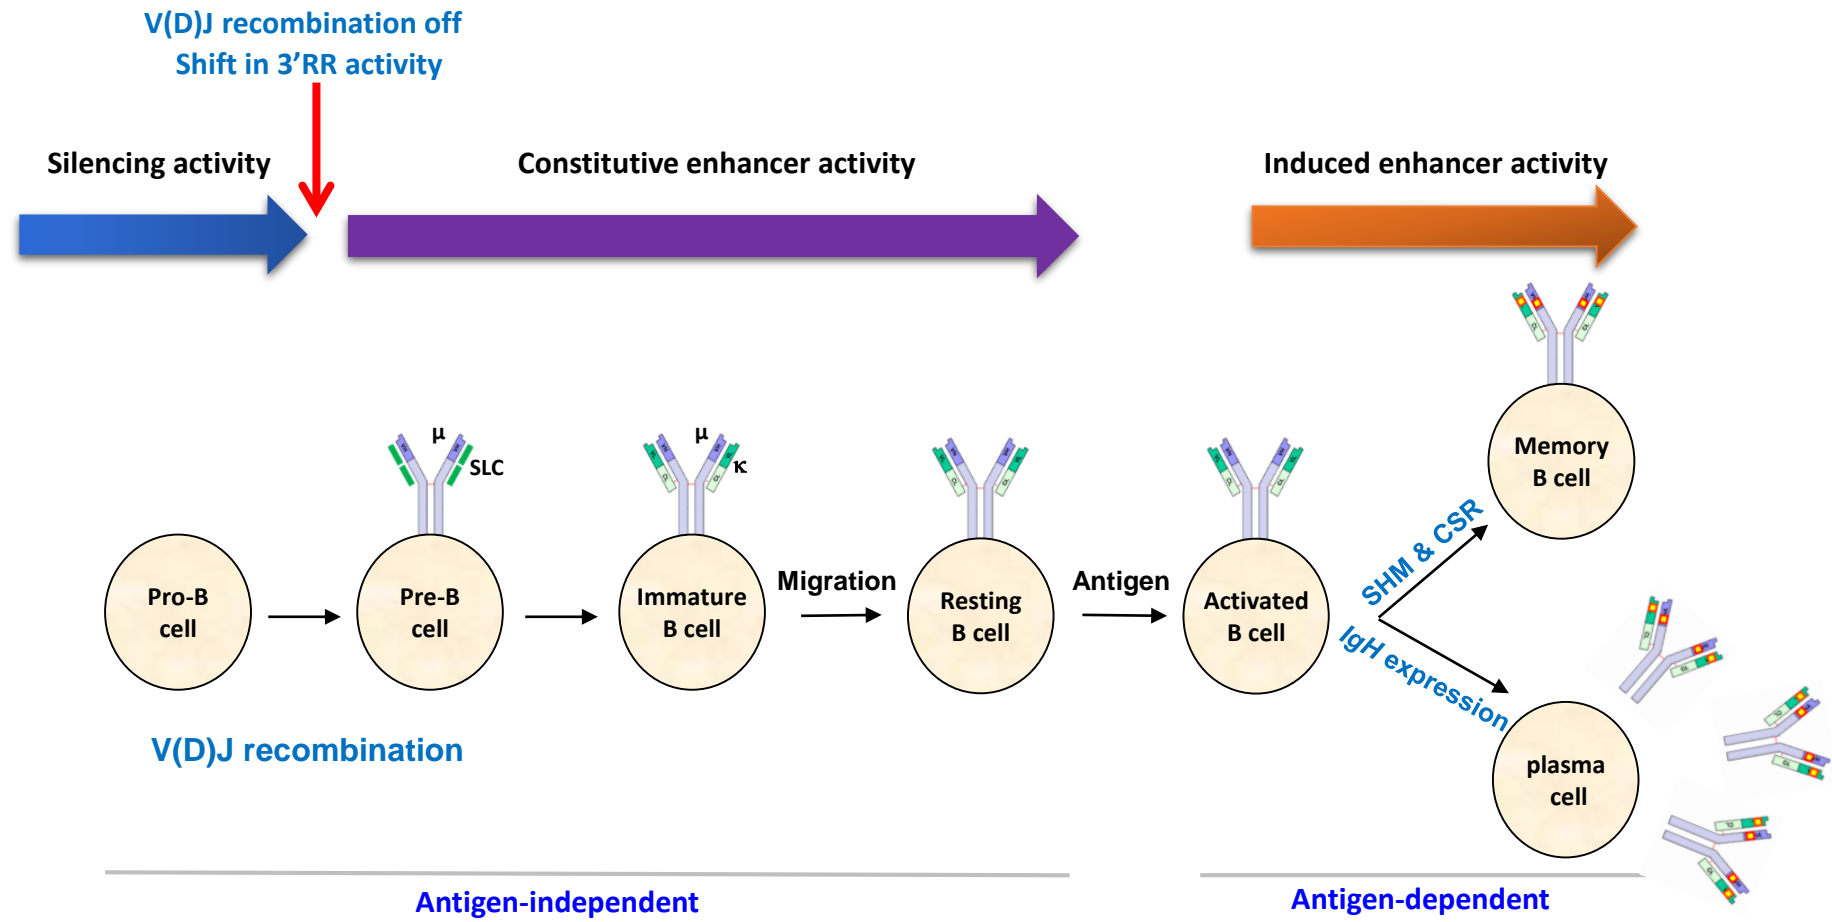 V(D)J recombination off
Shift in 3’RR activity
Silencing activity
Constitutive enhancer activity
Induced enhancer activity
μ
SLC
μ
κ
Pro-B
cell
Pre-B
cell
Immature
B cell
Migration
Resting
B cell
Antigen
Activated
B cell
SHM & CSR
IgH expression
Memory
B cell
plasma
cell
V(D)J recombination
Antigen-independent
Antigen-dependent